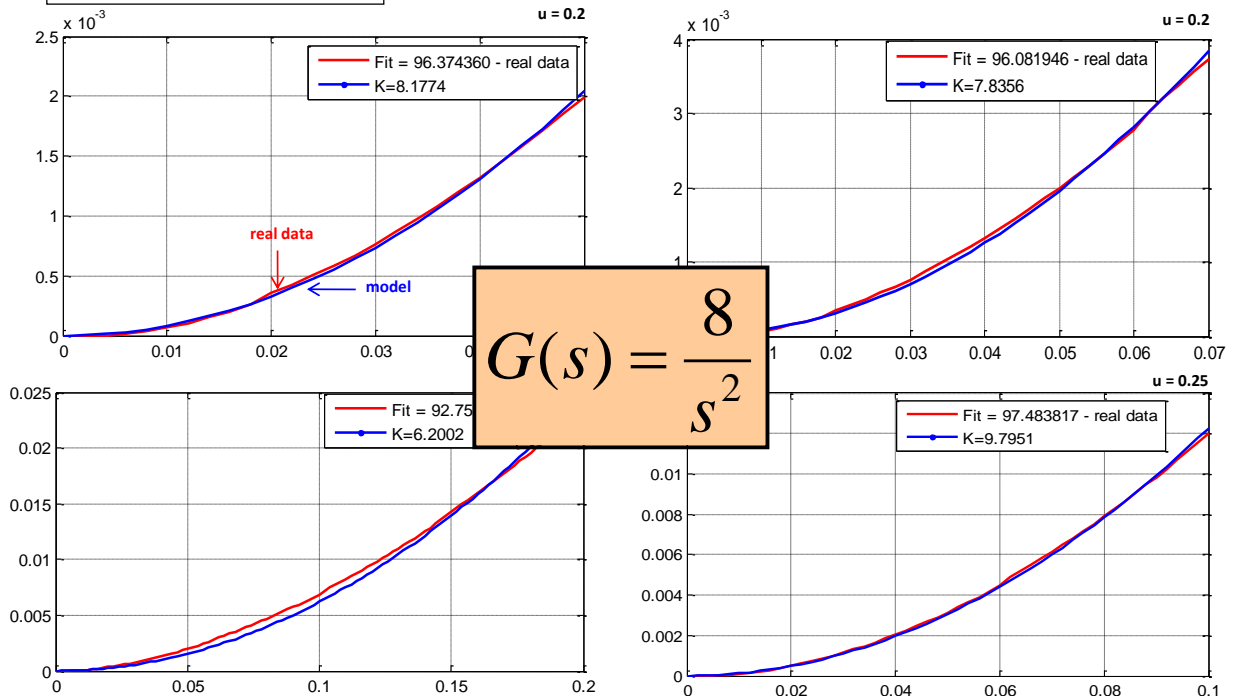 x 10^-3
u = 0.2
2.5
2
1.5
1
0.5
0
Fit = 96.374360 - real data
K=8.1774
real data
model
0
0.01
0.02
0.03
x 10^-3
u = 0.2
4
3
2
1
Fit = 96.081946 - real data
K=7.8356
0.02
0.03
0.04
0.05
0.06
0.07
G(s) = 8/s^2
0.025
0.02
0.015
0.01
0.005
0
Fit = 92.75
K=6.2002
0
0.05
0.1
0.15
0.2
u = 0.25
0.01
0.008
0.006
0.004
0.002
0
Fit = 97.483817 - real data
K=9.7951
0
0.02
0.04
0.06
0.08
0.1